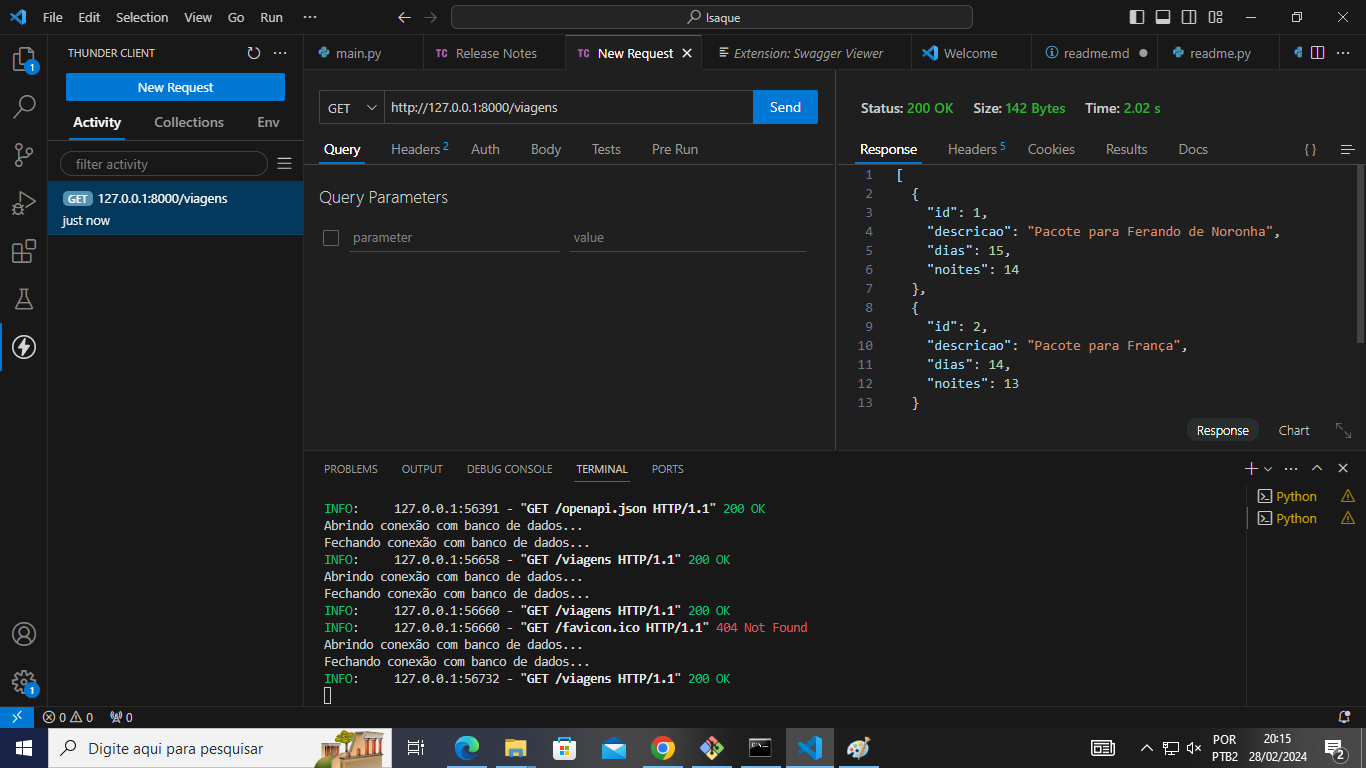 File Edit Selection View Go Run ··· Isaque
THUNDER CLIENT ···
New Request
Activity Collections Env
filter activity
GET 127.0.0.1:8000/viagens
just now
main.py TC Release Notes TC New Request Extension: Swagger Viewer Welcome readme.md readme.py ···
GET http://127.0.0.1:8000/viagens Send
Query Headers 2 Auth Body Tests Pre Run
Query Parameters
parameter value
Status: 200 OK Size: 142 Bytes Time: 2.02 s
Response Headers 5 Cookies Results Docs { }
1 [
2 {
3 "id": 1,
4 "descricao": "Pacote para Ferando de Noronha",
5 "dias": 15,
6 "noites": 14
7 },
8 {
9 "id": 2,
10 "descricao": "Pacote para França",
11 "dias": 14,
12 "noites": 13
13 }
Response Chart
PROBLEMS OUTPUT DEBUG CONSOLE TERMINAL PORTS
INFO: 127.0.0.1:56391 - "GET /openapi.json HTTP/1.1" 200 OK
Abrindo conexão com banco de dados...
Fechando conexão com banco de dados...
INFO: 127.0.0.1:56658 - "GET /viagens HTTP/1.1" 200 OK
Abrindo conexão com banco de dados...
Fechando conexão com banco de dados...
INFO: 127.0.0.1:56660 - "GET /viagens HTTP/1.1" 200 OK
INFO: 127.0.0.1:56660 - "GET /favicon.ico HTTP/1.1" 404 Not Found
Abrindo conexão com banco de dados...
Fechando conexão com banco de dados...
INFO: 127.0.0.1:56732 - "GET /viagens HTTP/1.1" 200 OK
Python
Python
1
1
0 0 0
Digite aqui para pesquisar
POR
PTB2
20:15
28/02/2024
2